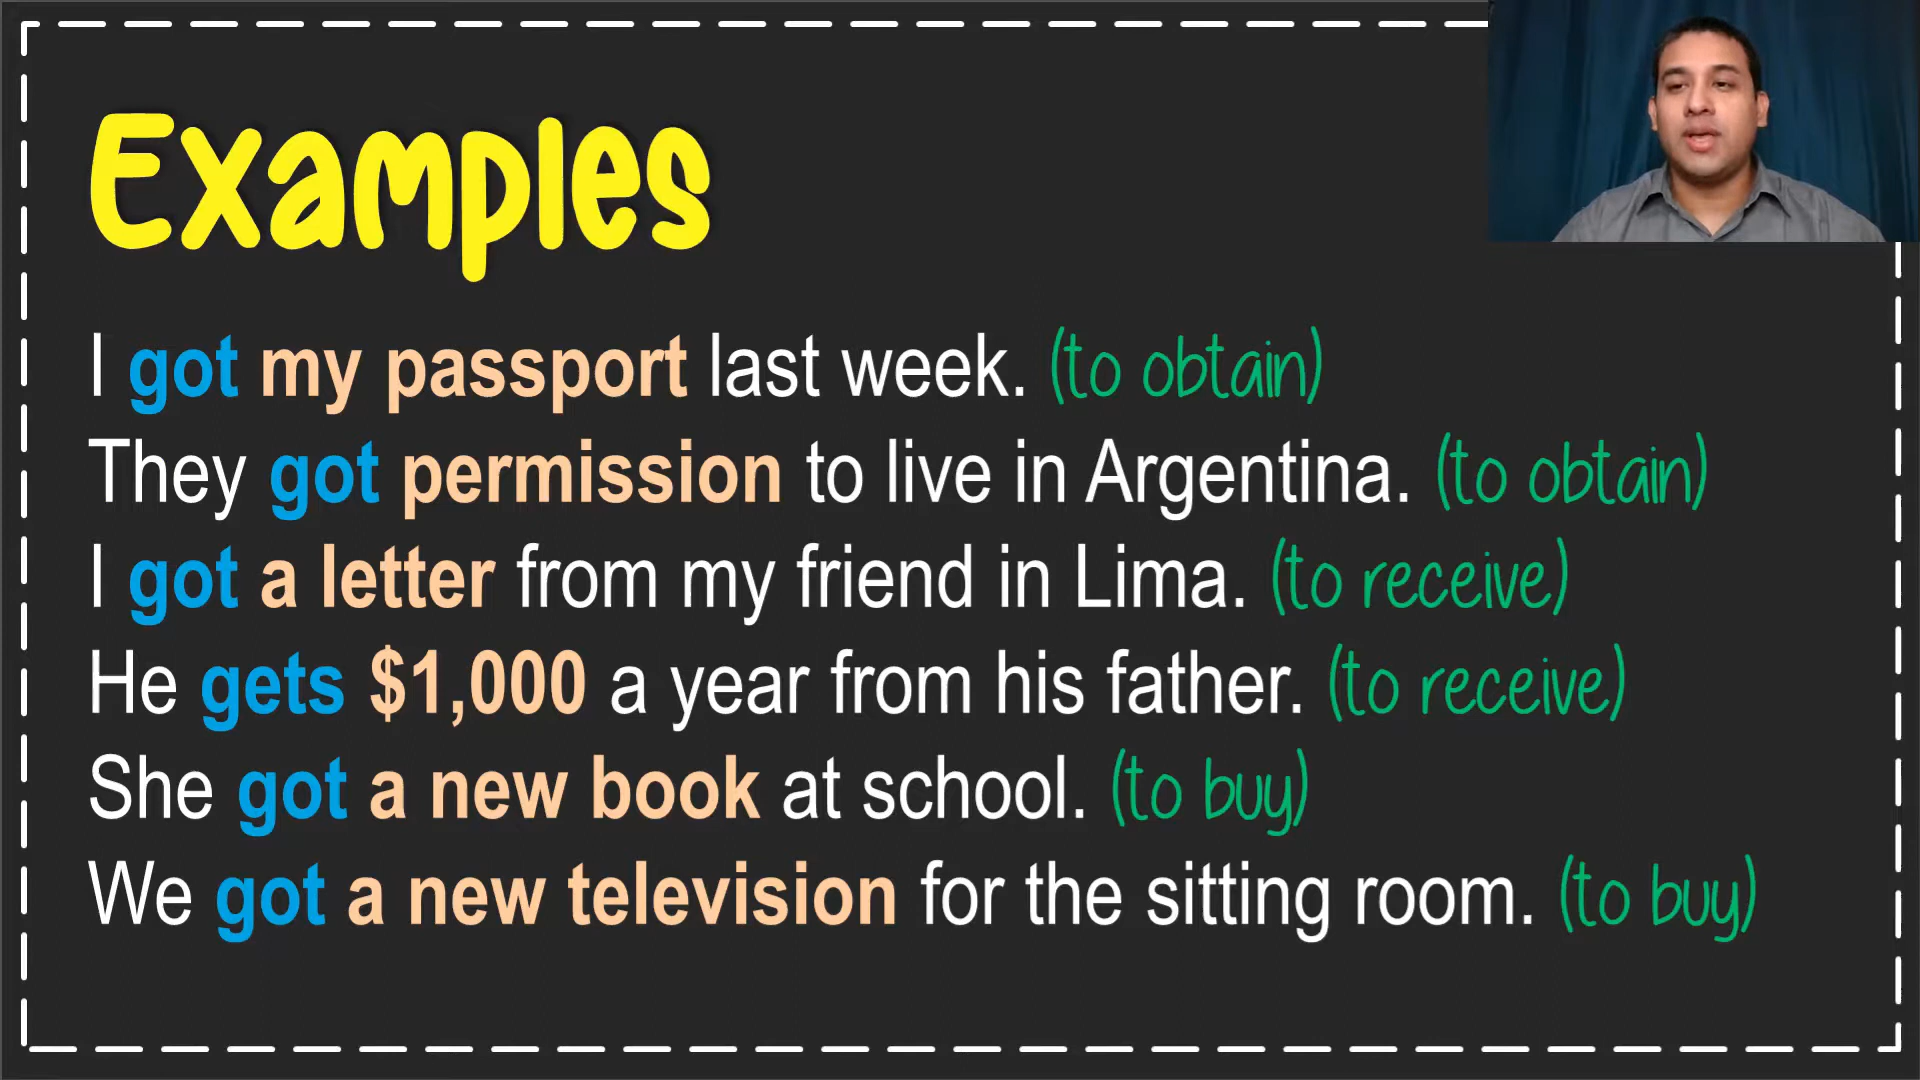 Examples
I got my passport last week. (to obtain)
They got permission to live in Argentina. (to obtain)
I got a letter from my friend in Lima. (to receive)
He gets $1,000 a year from his father. (to receive)
She got a new book at school. (to buy)
We got a new television for the sitting room. (to buy)